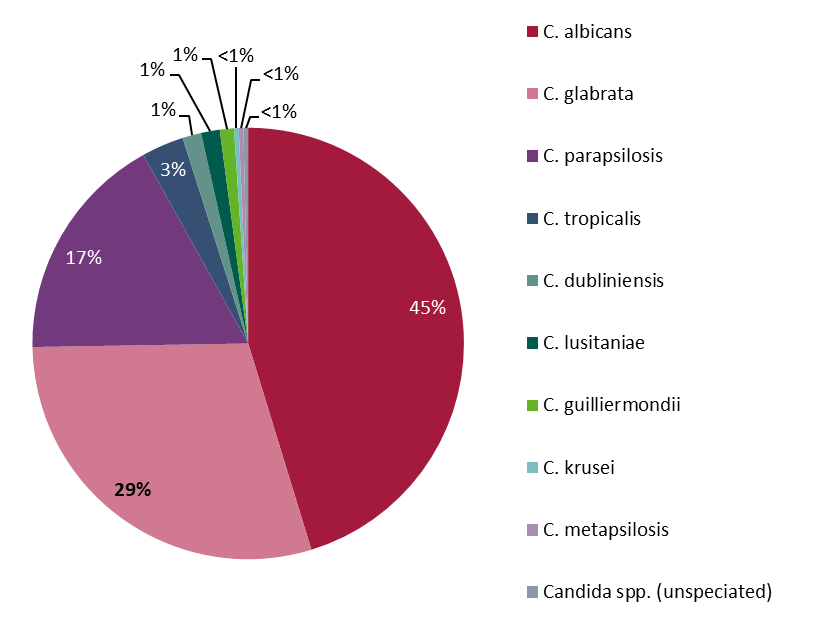 1%
1%
1%
<1%
<1%
<1%
3%
17%
45%
29%
C. albicans
C. glabrata
C. parapsilosis
C. tropicalis
C. dubliniensis
C. lusitaniae
C. guilliermondii
C. krusei
C. metapsilosis
Candida spp. (unspeciated)